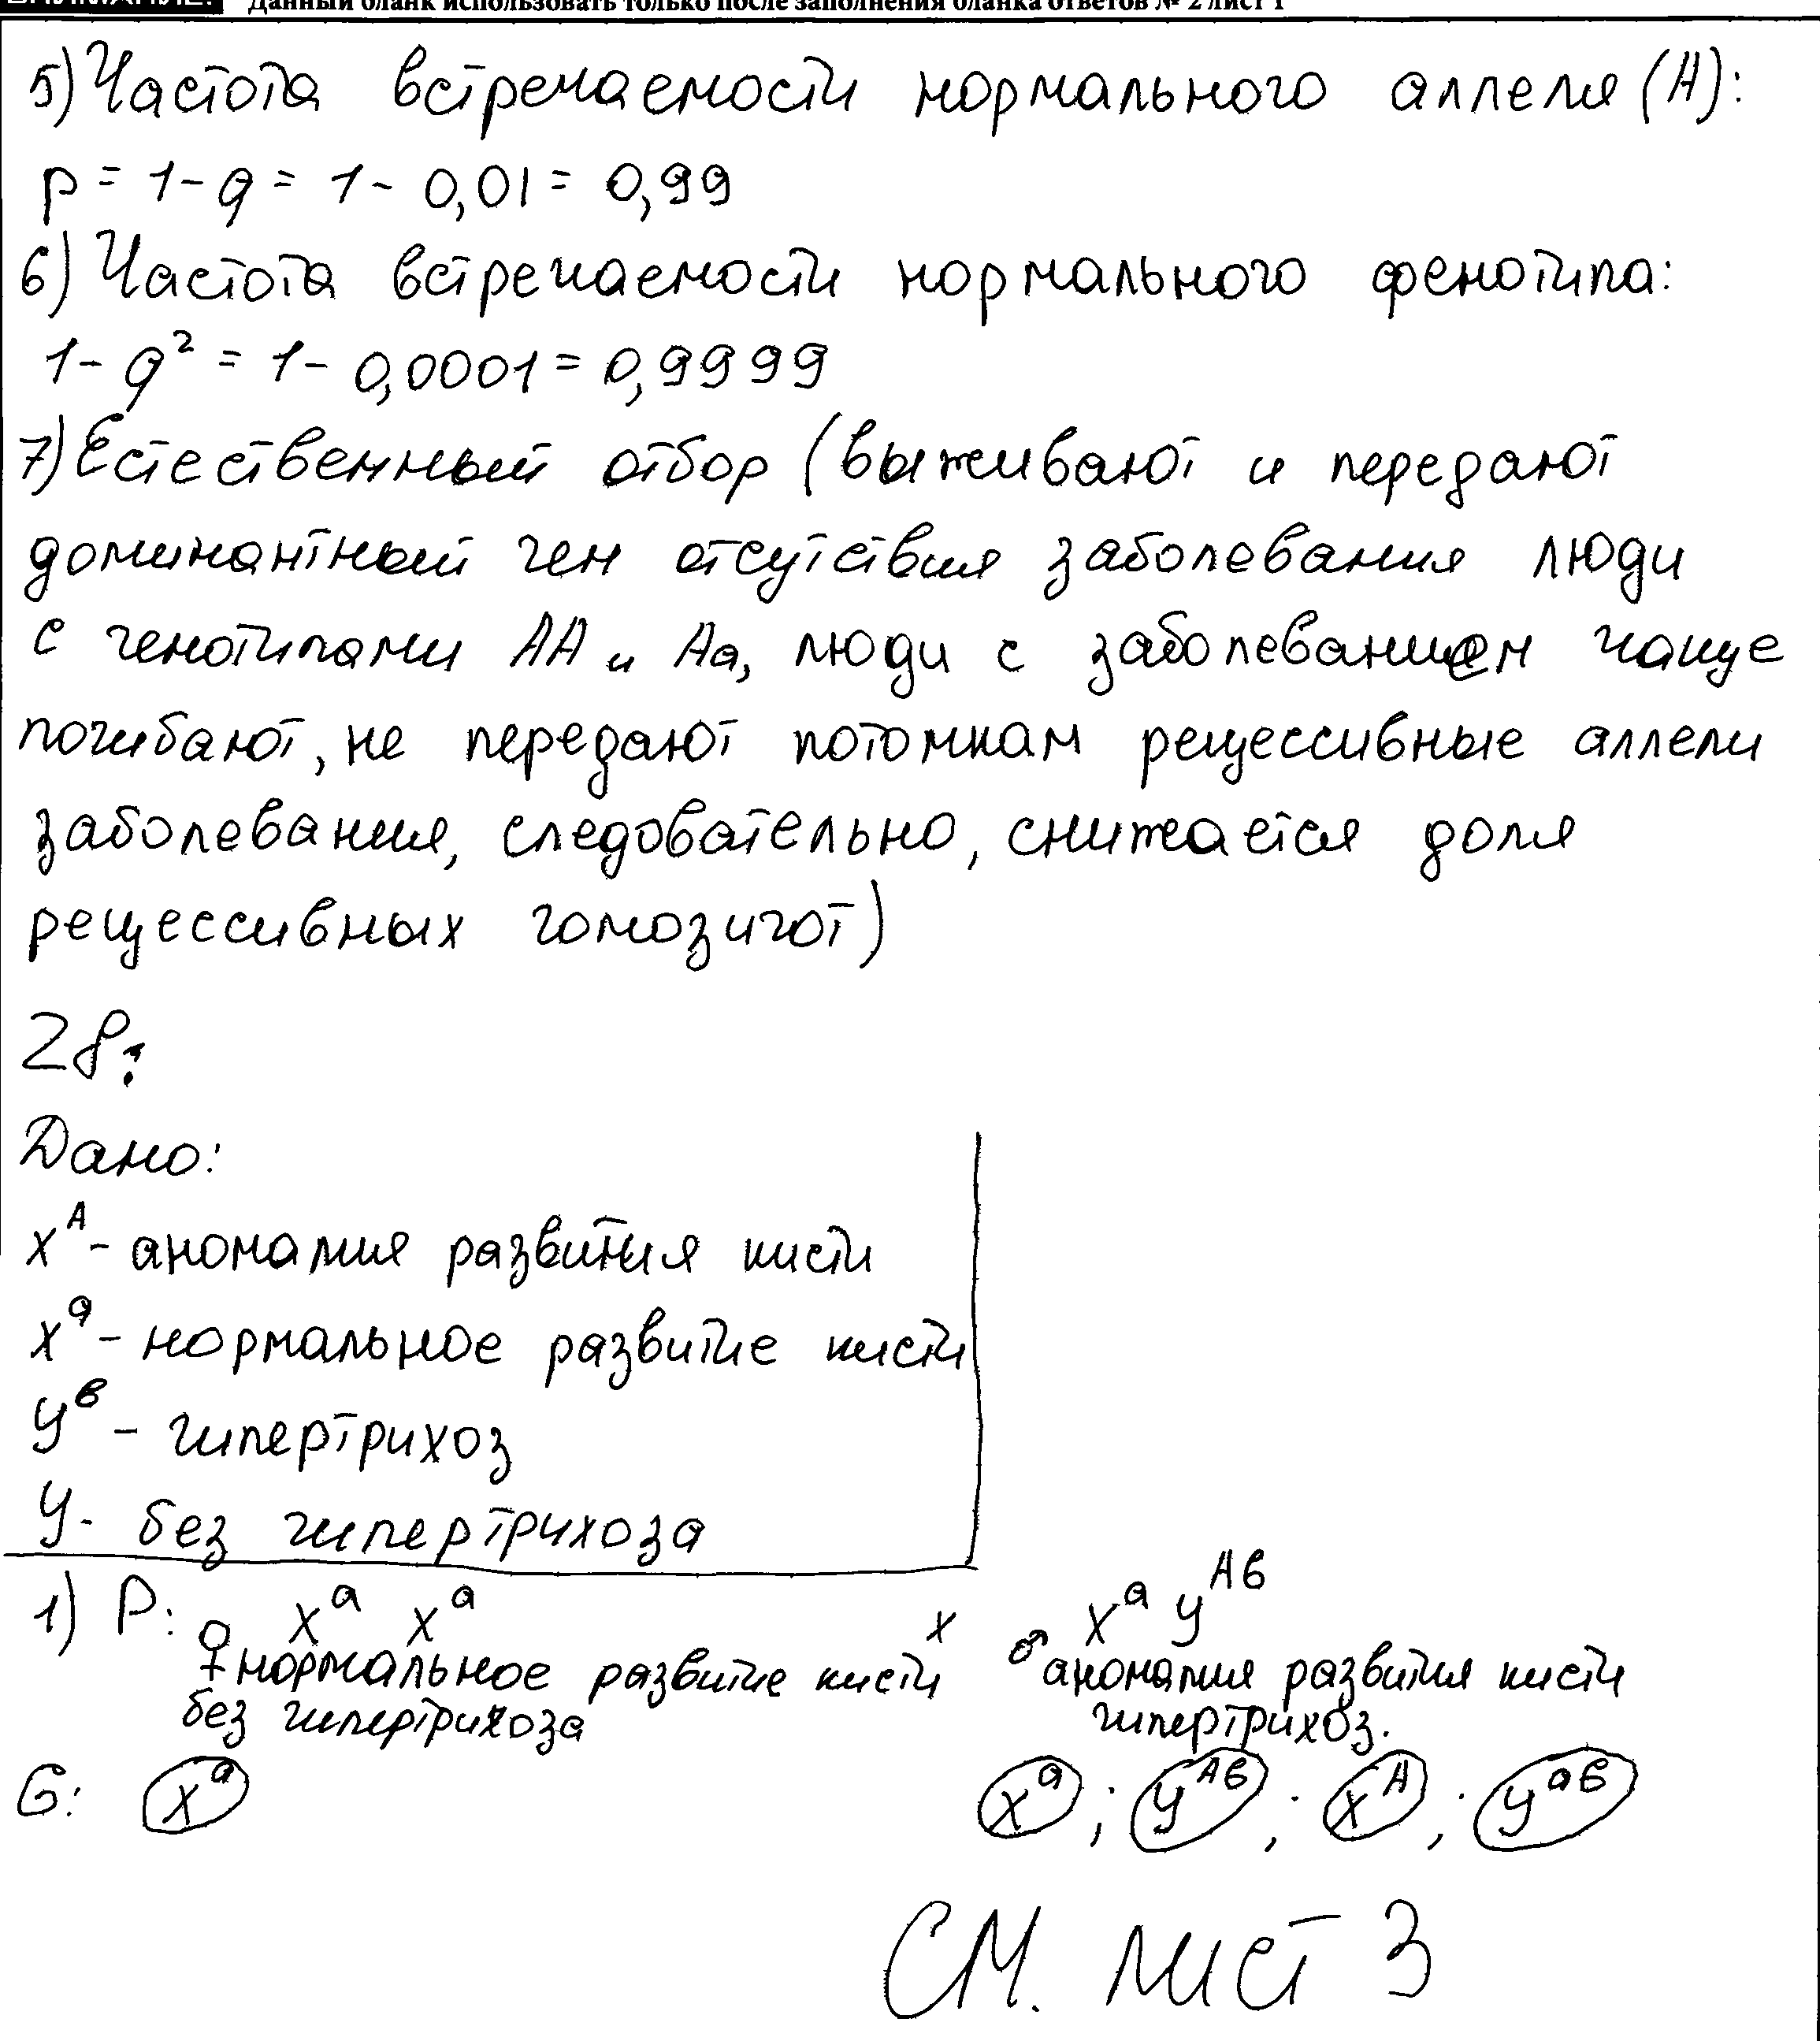 Данный бланк использовать только после заполнения бланка ответов № 2 лист 1
5) Частота встречаемости нормального аллеля (А):
p = 1 - q = 1 - 0,01 = 0,99
6) Частота встречаемости нормального фенотипа:
1 - q² = 1 - 0,0001 = 0,9999
7) Естественный отбор (выживают и передают
доминантный ген отсутствия заболевания люди
с генотипами АА и Аа, люди с заболеванием чаще
погибают, не передают потомкам рецессивные аллели
заболевания, следовательно, снижается доля
рецессивных гомозигот)
28.
Дано:
X^A - аномалия развития кисти
X^a - нормальное развитие кисти
Y^в - гипертрихоз
Y - без гипертрихоза
1) P: ♀ X^a X^a x ♂ X^a Y^Aв
нормальное развитие кисти аномалия развития кисти
без гипертрихоза гипертрихоз.
G: X^a X^a ; Y^Aв ; X^A ; Y^aв
СМ. лист 3